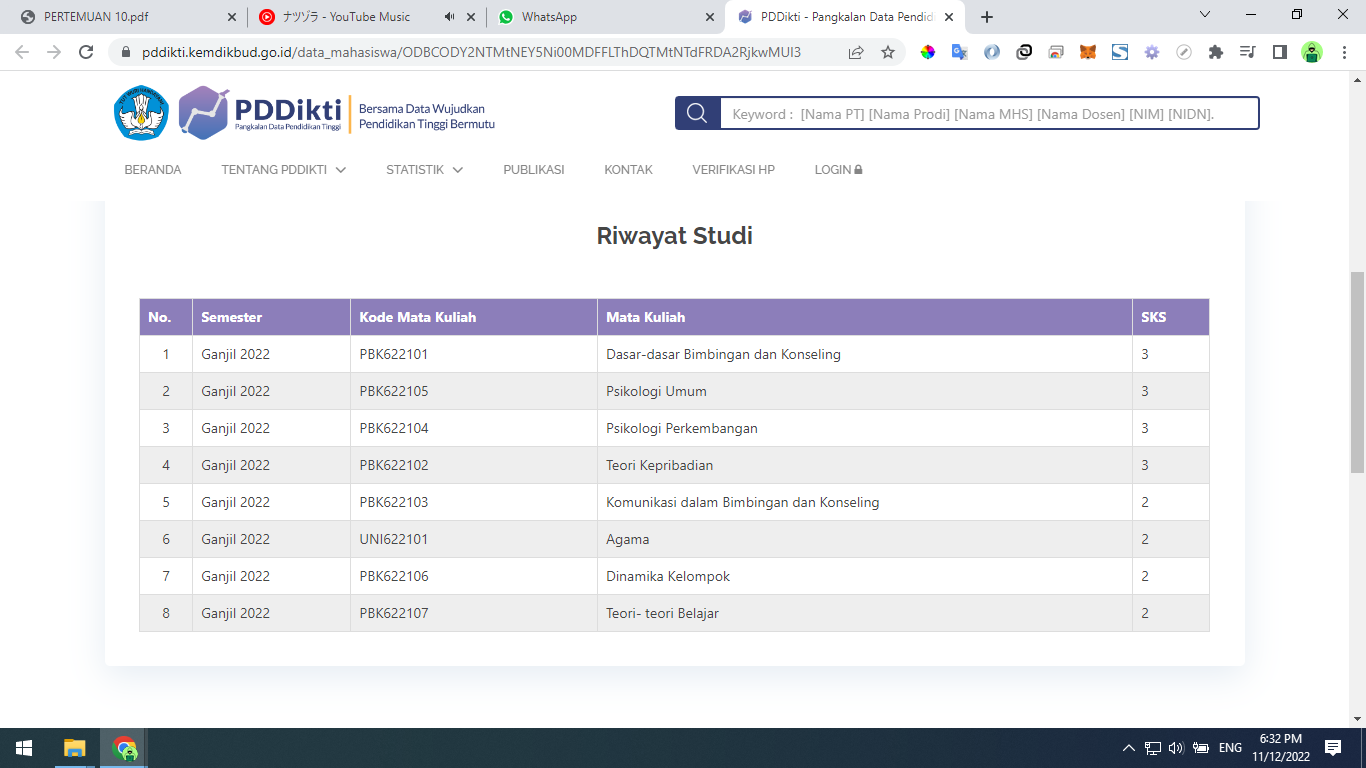 PERTEMUAN 10.pdf
ナツゾラ - YouTube Music
WhatsApp
PDDikti - Pangkalan Data Pendid
pddikti.kemdikbud.go.id/data_mahasiswa/ODBCODY2NTMtNEY5Ni00MDFFLThDQTMtNTdFRDA2RjkwMUI3
PDDikti
Pangkalan Data Pendidikan Tinggi
Bersama Data Wujudkan
Pendidikan Tinggi Bermutu
Keyword : [Nama PT] [Nama Prodi] [Nama MHS] [Nama Dosen] [NIM] [NIDN].
BERANDA TENTANG PDDIKTI STATISTIK PUBLIKASI KONTAK VERIFIKASI HP LOGIN
Riwayat Studi
No. Semester Kode Mata Kuliah Mata Kuliah SKS
1 Ganjil 2022 PBK622101 Dasar-dasar Bimbingan dan Konseling 3
2 Ganjil 2022 PBK622105 Psikologi Umum 3
3 Ganjil 2022 PBK622104 Psikologi Perkembangan 3
4 Ganjil 2022 PBK622102 Teori Kepribadian 3
5 Ganjil 2022 PBK622103 Komunikasi dalam Bimbingan dan Konseling 2
6 Ganjil 2022 UNI622101 Agama 2
7 Ganjil 2022 PBK622106 Dinamika Kelompok 2
8 Ganjil 2022 PBK622107 Teori- teori Belajar 2
ENG
6:32 PM
11/12/2022